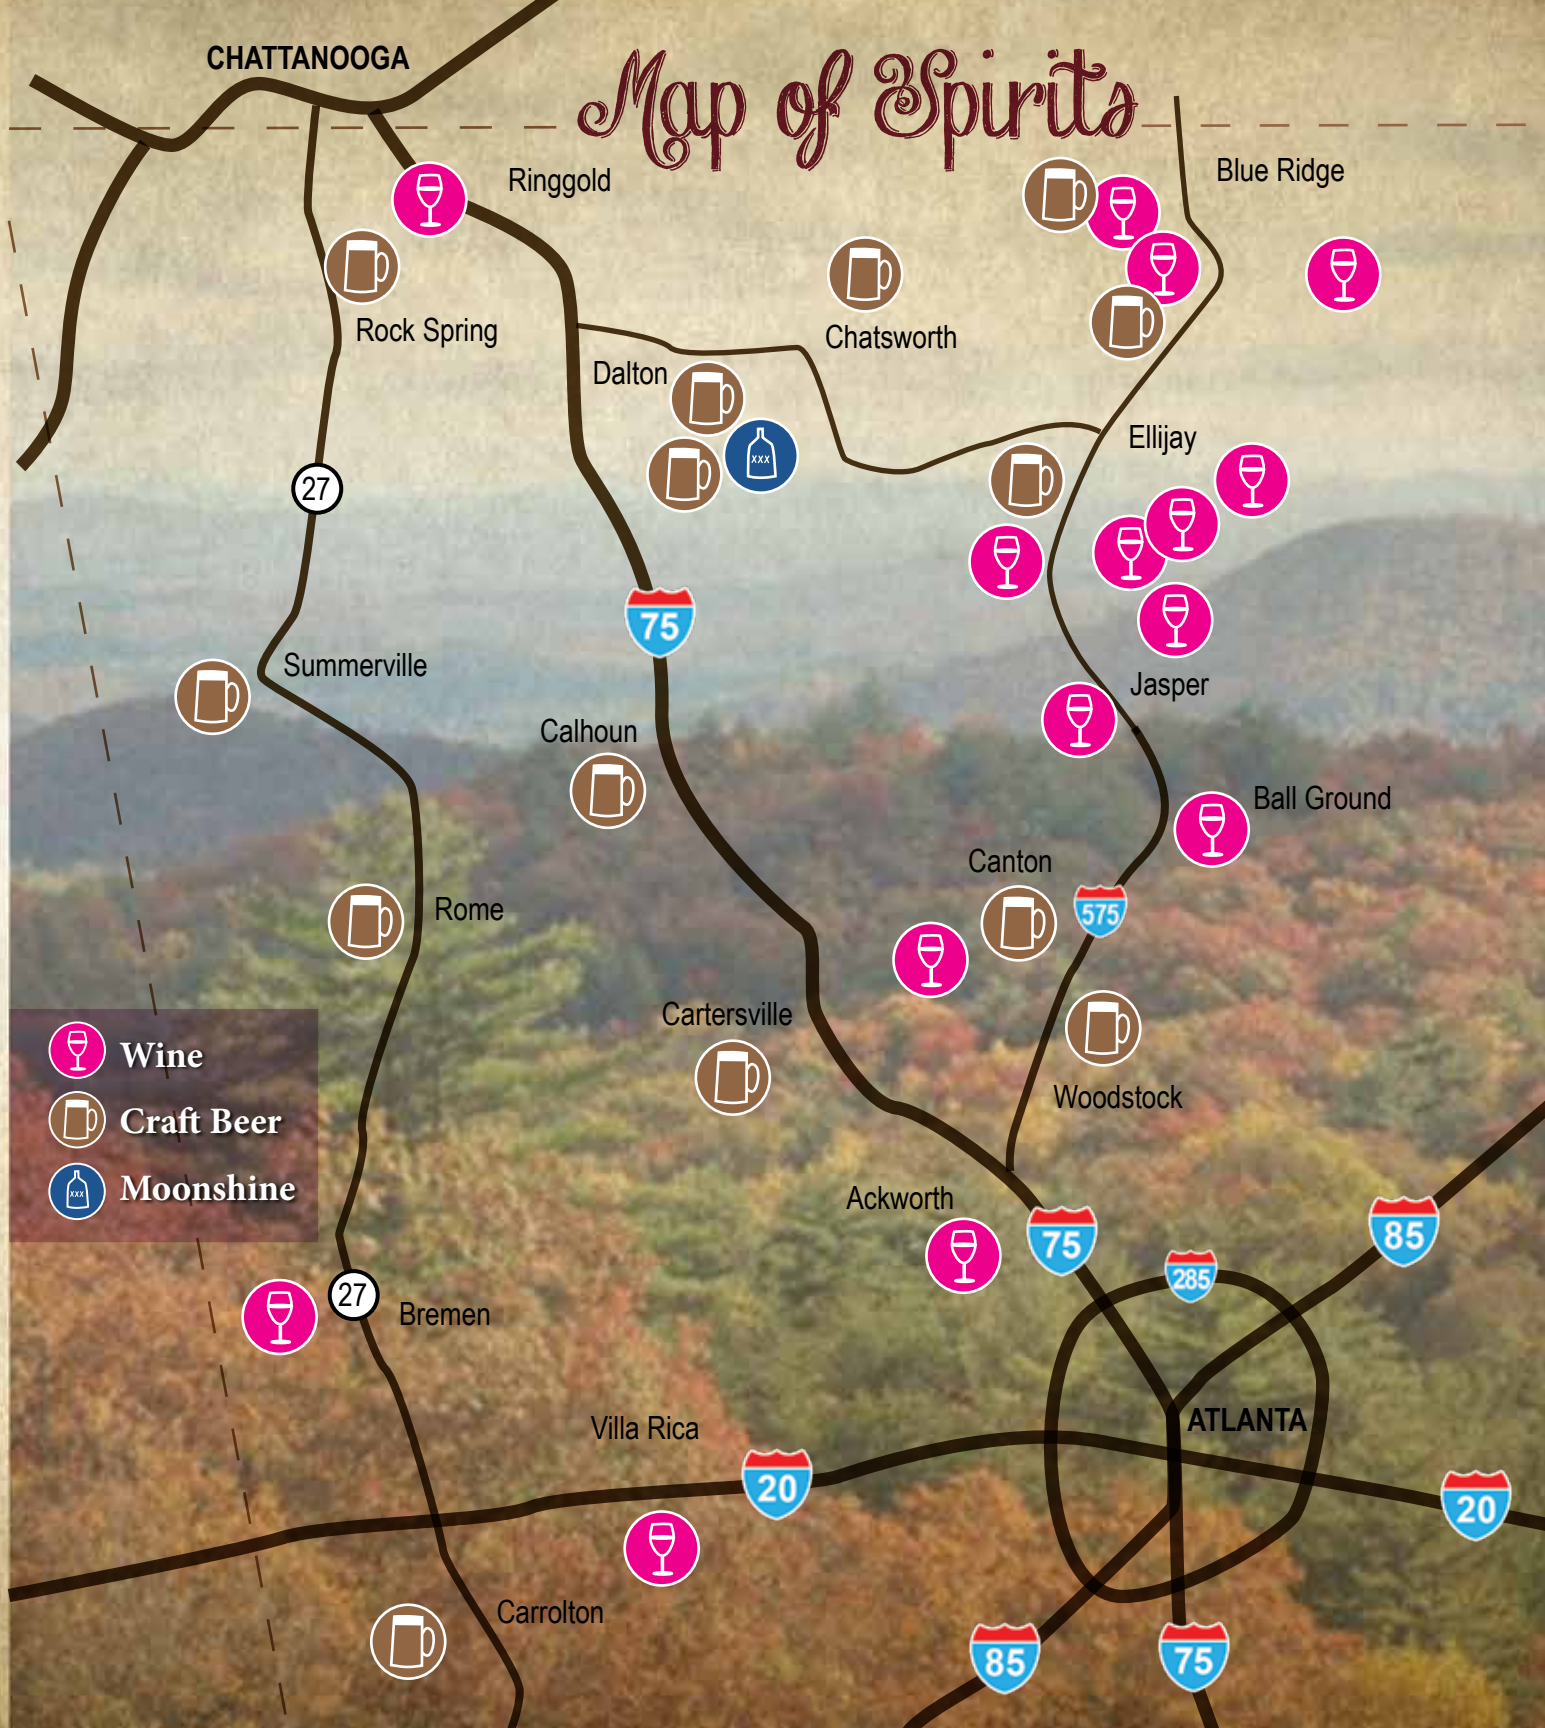 CHATTANOOGA
Map of Spirits
Blue Ridge
Ringgold
Rock Spring
Chatsworth
Dalton
xxx
Ellijay
27
75
Summerville
Jasper
Calhoun
Ball Ground
Canton
575
Rome
Cartersville
Wine
Craft Beer
xxx
Moonshine
Woodstock
Ackworth
75
85
285
27
Bremen
Villa Rica
ATLANTA
20
20
Carrolton
85
75